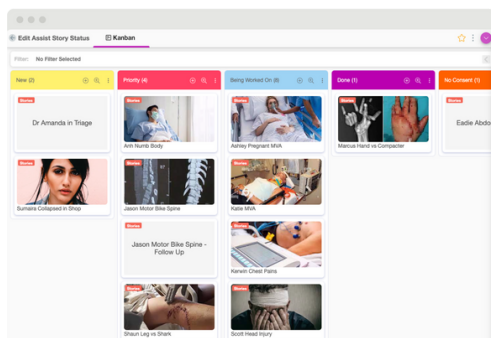 Edit Assist Story Status
Kanban
Filter: No Filter Selected
New (2)
Priority (4)
Being Worked On (8)
Done (1)
No Consent (1)
Stories
Dr Amanda in Triage
Stories
Sumaira Collapsed in Shop
Stories
Anh Numb Body
Stories
Jason Motor Bike Spine
Stories
Jason Motor Bike Spine -
Follow Up
Stories
Shaun Leg vs Shark
Stories
Ashley Pregnant MVA
Stories
Katie MVA
Stories
Kerwin Chest Pains
Stories
Scott Head Injury
Stories
Marcus Hand vs Compacter
Stories
Eadie Abdo